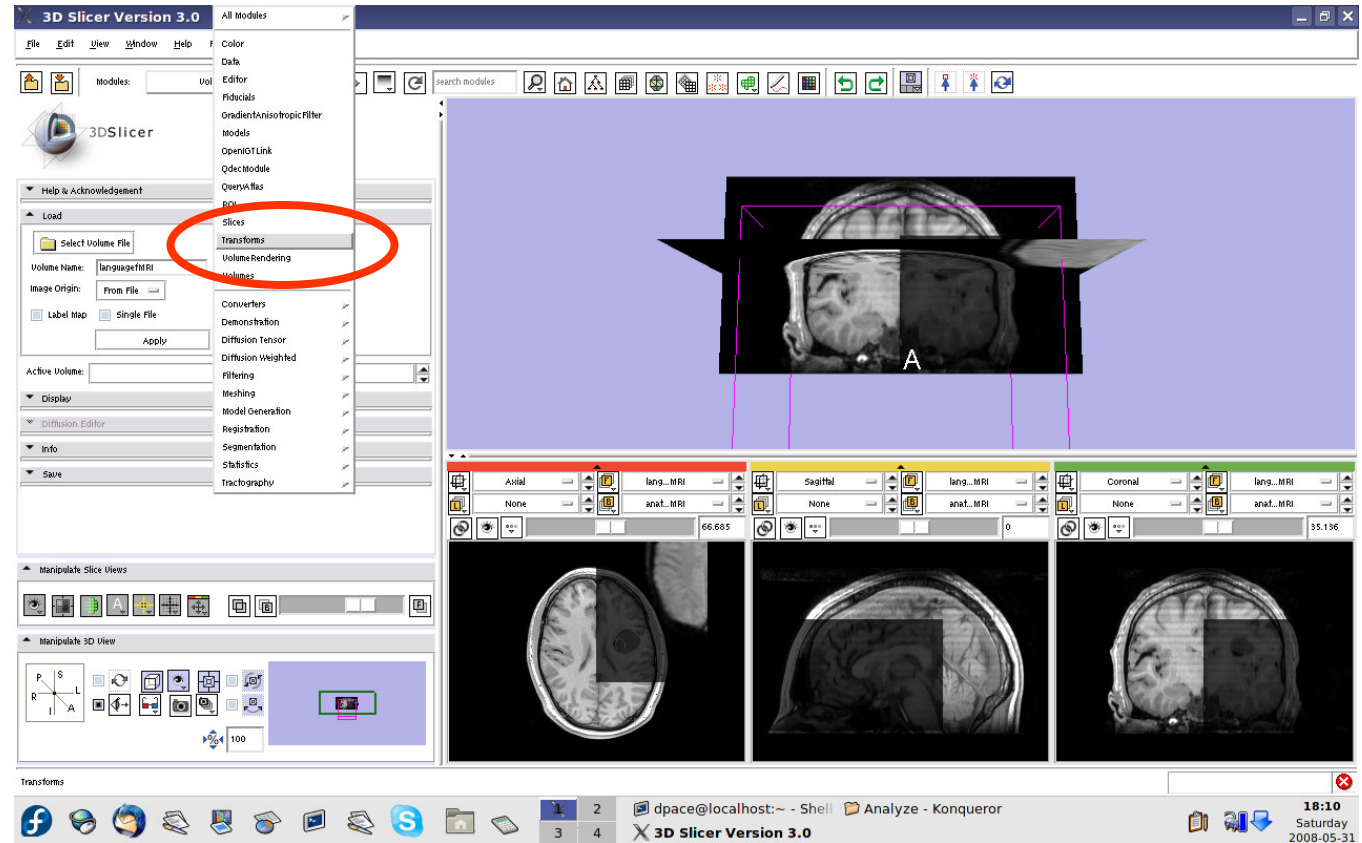 3D Slicer Version 3.0
File Edit View Window Help
Modules:
search modules
3DSlicer
Help & Acknowledgement
Load
Select Volume File
Volume Name: languagefMRI
Image Origin: From File
Label Map Single File
Apply
Active Volume:
Display
Diffusion Editor
Info
Save
Manipulate Slice Views
Manipulate 3D View
P S
R L
I A
100
All Modules
Color
Data
Editor
Fiducials
GradientAnisotropicFilter
Models
OpenIGTLink
QdecModule
QueryAtlas
ROI
Slices
Transforms
VolumeRendering
Volumes
Converters
Demonstration
Diffusion Tensor
Diffusion Weighted
Filtering
Meshing
Model Generation
Registration
Segmentation
Statistics
Tractography
A
Axial lang...MRI
None anat...MRI
66.685
Sagittal lang...MRI
None anat...MRI
0
Coronal lang...MRI
None anat...MRI
35.136
Transforms
1 2
3 4
dpace@localhost:~ - Shell
Analyze - Konqueror
3D Slicer Version 3.0
18:10
Saturday
2008-05-31